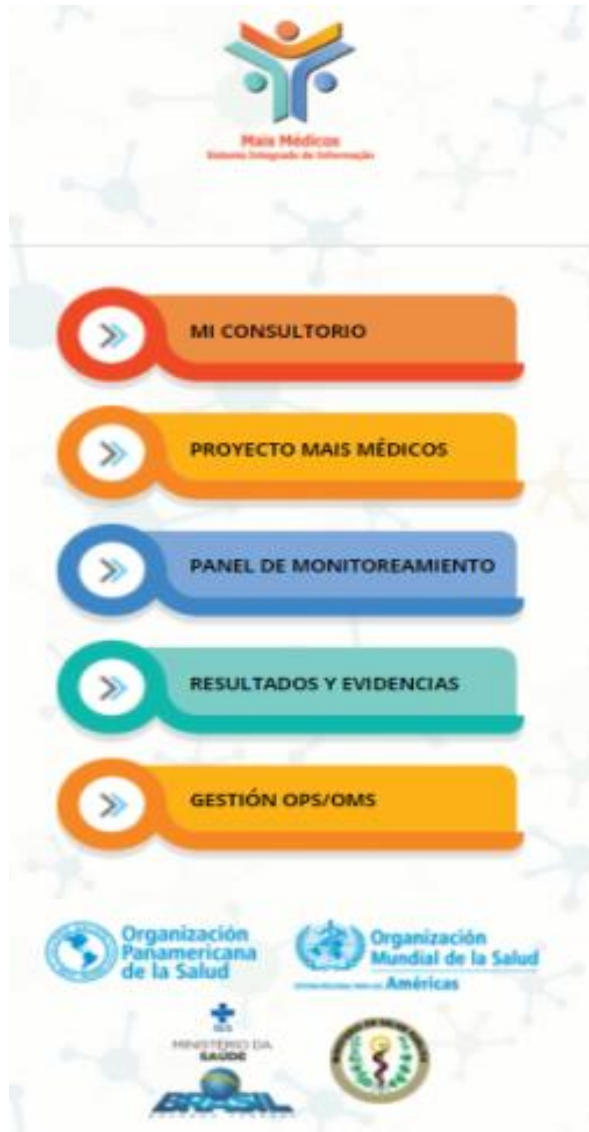 Mais Médicos
Sistema Integrado de Informação
MI CONSULTORIO
PROYECTO MAIS MÉDICOS
PANEL DE MONITOREAMIENTO
RESULTADOS Y EVIDENCIAS
GESTIÓN OPS/OMS
Organización
Panamericana
de la Salud
Organización
Mundial de la Salud
Américas
SUS
MINISTÉRIO DA
SAÚDE
BRASIL